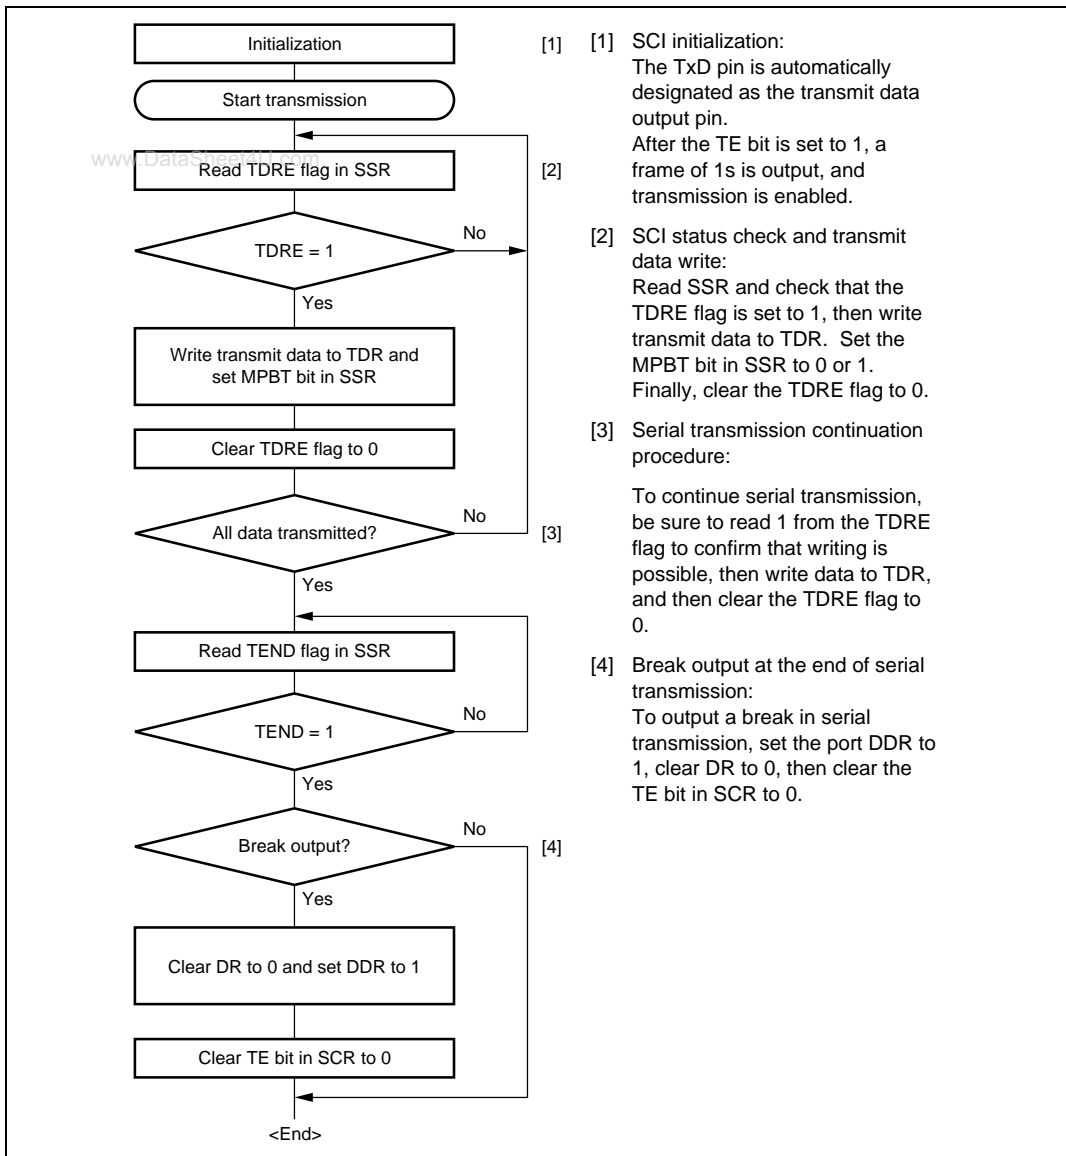 Initialization
[1]
Start transmission
www.DataSheet4U.com
Read TDRE flag in SSR
[2]
TDRE = 1
No
Yes
Write transmit data to TDR and
set MPBT bit in SSR
Clear TDRE flag to 0
All data transmitted?
No
[3]
Yes
Read TEND flag in SSR
TEND = 1
No
Yes
Break output?
No
[4]
Yes
Clear DR to 0 and set DDR to 1
Clear TE bit in SCR to 0
<End>
[1] SCI initialization:
The TxD pin is automatically
designated as the transmit data
output pin.
After the TE bit is set to 1, a
frame of 1s is output, and
transmission is enabled.
[2] SCI status check and transmit
data write:
Read SSR and check that the
TDRE flag is set to 1, then write
transmit data to TDR. Set the
MPBT bit in SSR to 0 or 1.
Finally, clear the TDRE flag to 0.
[3] Serial transmission continuation
procedure:
To continue serial transmission,
be sure to read 1 from the TDRE
flag to confirm that writing is
possible, then write data to TDR,
and then clear the TDRE flag to
0.
[4] Break output at the end of serial
transmission:
To output a break in serial
transmission, set the port DDR to
1, clear DR to 0, then clear the
TE bit in SCR to 0.